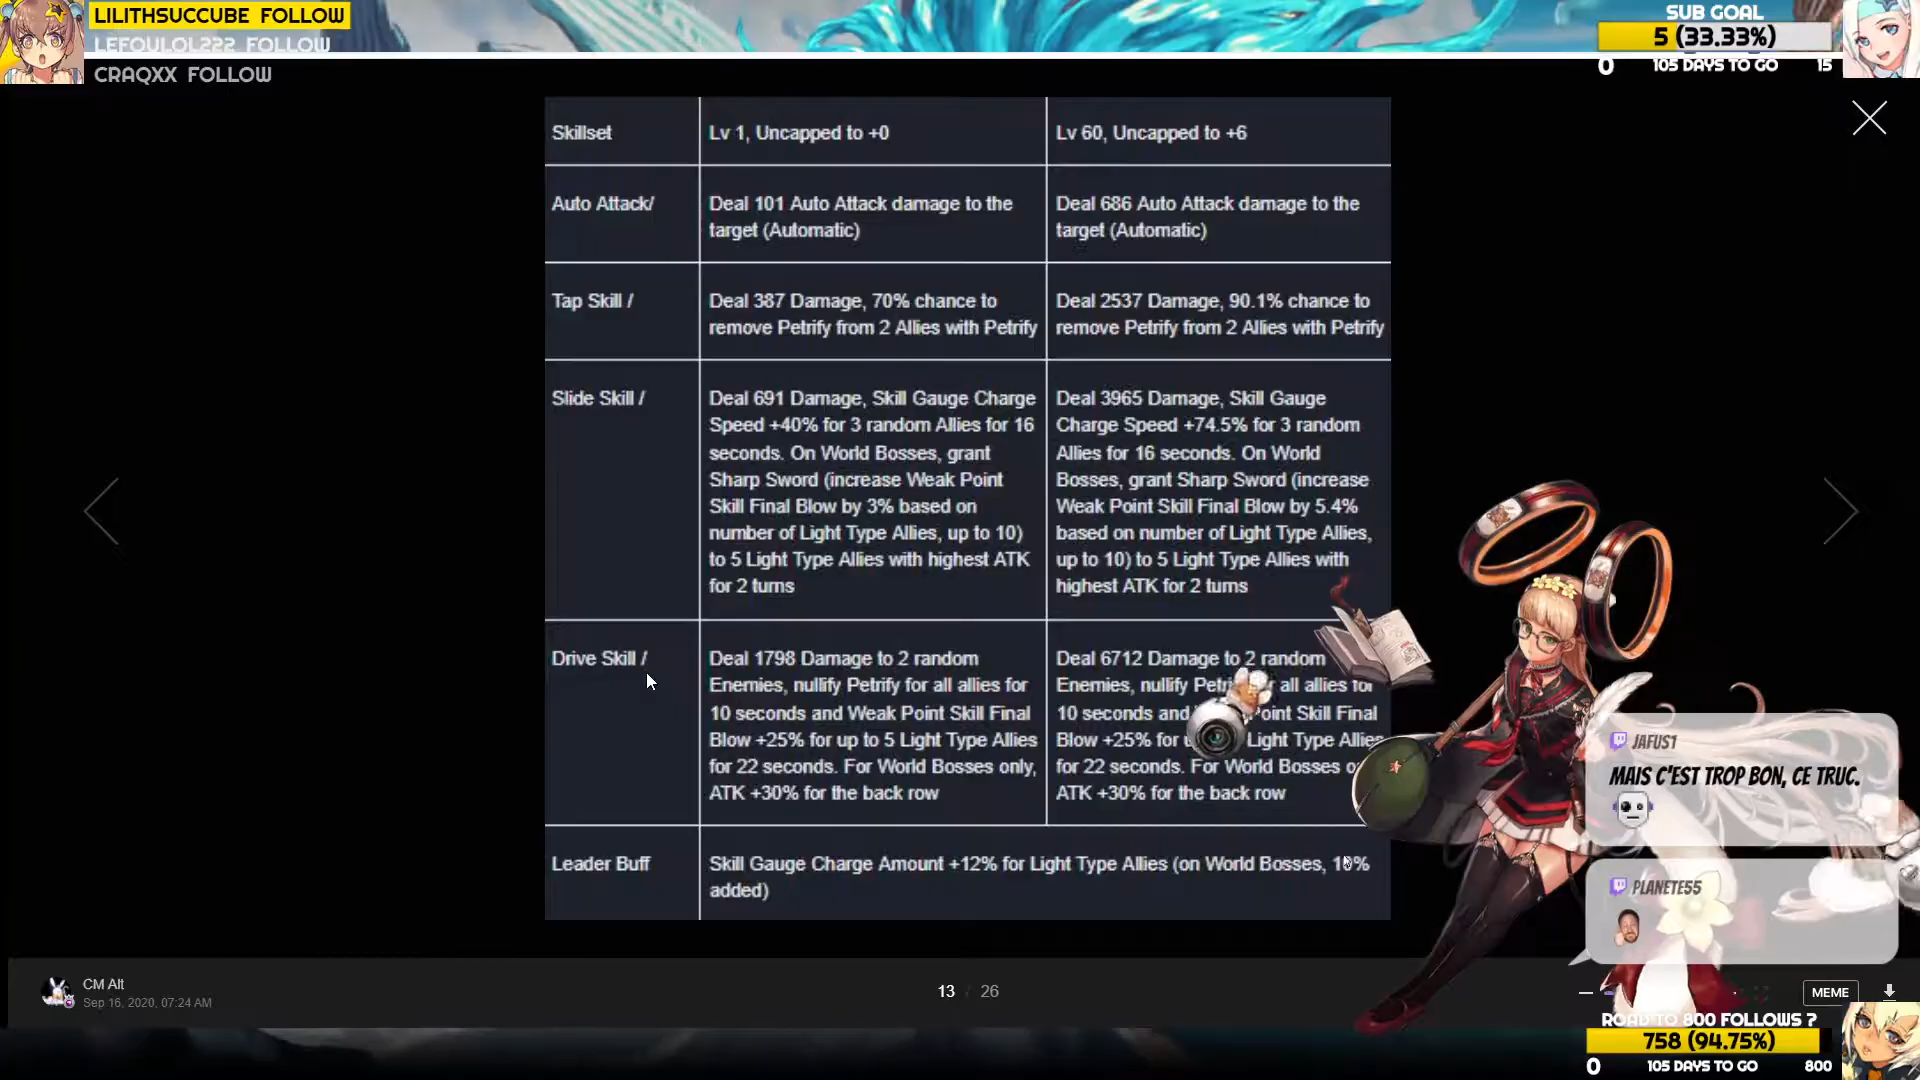 LILITHSUCCUBE FOLLOW
LEFOULOL222 FOLLOW
CRAQXX FOLLOW
SUB GOAL
5 (33.33%)
0 105 DAYS TO GO 15
Skillset
Lv 1, Uncapped to +0
Lv 60, Uncapped to +6
Auto Attack/
Deal 101 Auto Attack damage to the
target (Automatic)
Deal 686 Auto Attack damage to the
target (Automatic)
Tap Skill /
Deal 387 Damage, 70% chance to
remove Petrify from 2 Allies with Petrify
Deal 2537 Damage, 90.1% chance to
remove Petrify from 2 Allies with Petrify
Slide Skill /
Deal 691 Damage, Skill Gauge Charge
Speed +40% for 3 random Allies for 16
seconds. On World Bosses, grant
Sharp Sword (increase Weak Point
Skill Final Blow by 3% based on
number of Light Type Allies, up to 10)
to 5 Light Type Allies with highest ATK
for 2 turns
Deal 3965 Damage, Skill Gauge
Charge Speed +74.5% for 3 random
Allies for 16 seconds. On World
Bosses, grant Sharp Sword (increase
Weak Point Skill Final Blow by 5.4%
based on number of Light Type Allies,
up to 10) to 5 Light Type Allies with
highest ATK for 2 turns
Drive Skill /
Deal 1798 Damage to 2 random
Enemies, nullify Petrify for all allies for
10 seconds and Weak Point Skill Final
Blow +25% for up to 5 Light Type Allies
for 22 seconds. For World Bosses only,
ATK +30% for the back row
Deal 6712 Damage to 2 random
Enemies, nullify all allies for
10 seconds and Point Skill Final
Blow +25% for Light Type Allies
for 22 seconds. For World Bosses
ATK +30% for the back row
Leader Buff
Skill Gauge Charge Amount +12% for Light Type Allies (on World Bosses,
added)
JAFUS1
MAIS C'EST TROP BON, CE TRUC.
PLANETE55
CM Alt
Sep 16, 2020, 07:24 AM
13 / 26
MEME
ROAD TO 800 FOLLOWS ?
758 (94.75%)
0 105 DAYS TO GO 800